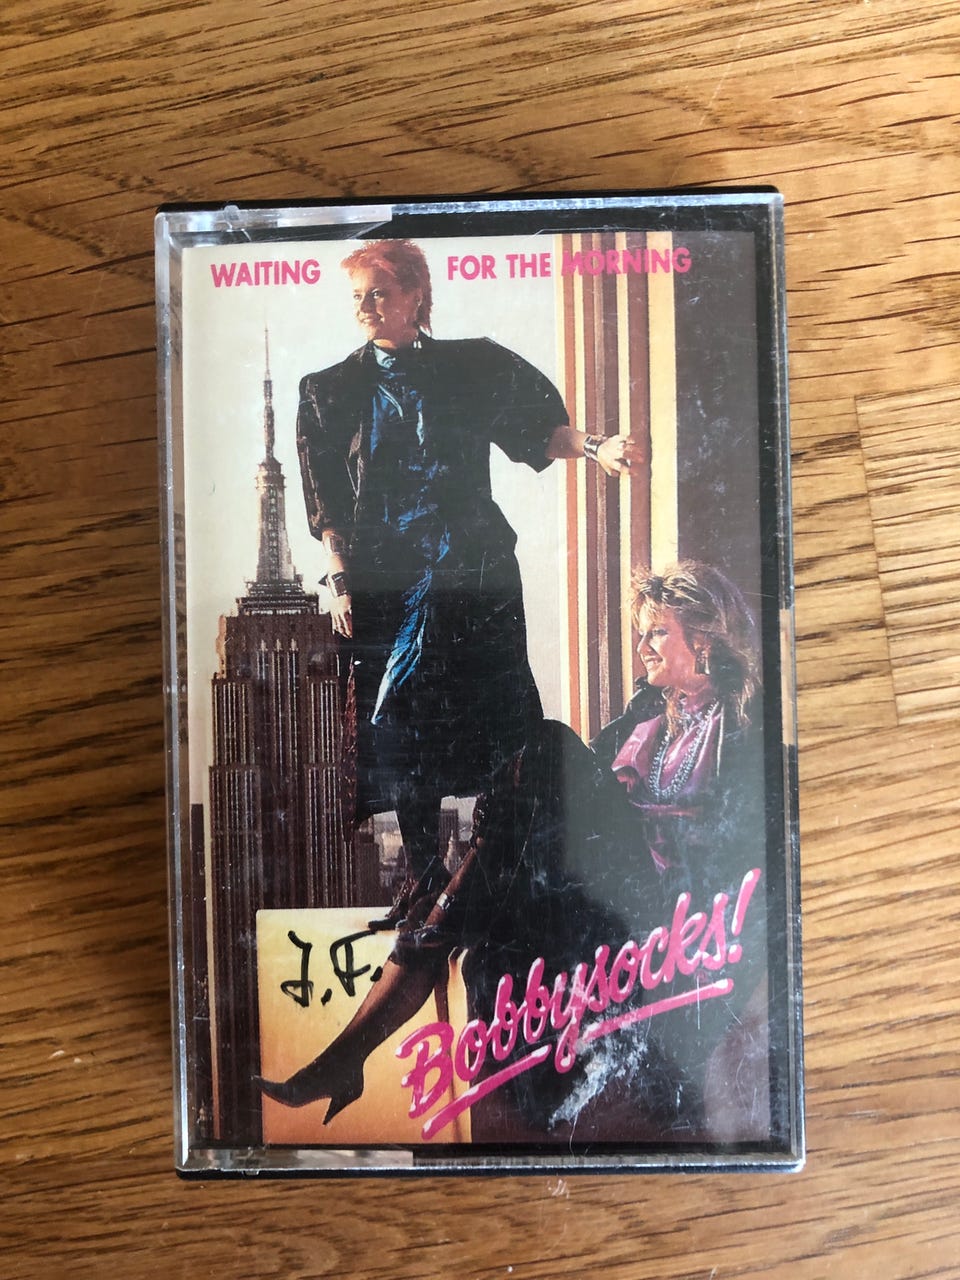 WAITING FOR THE MORNING
J.F.
Bobbysocks!